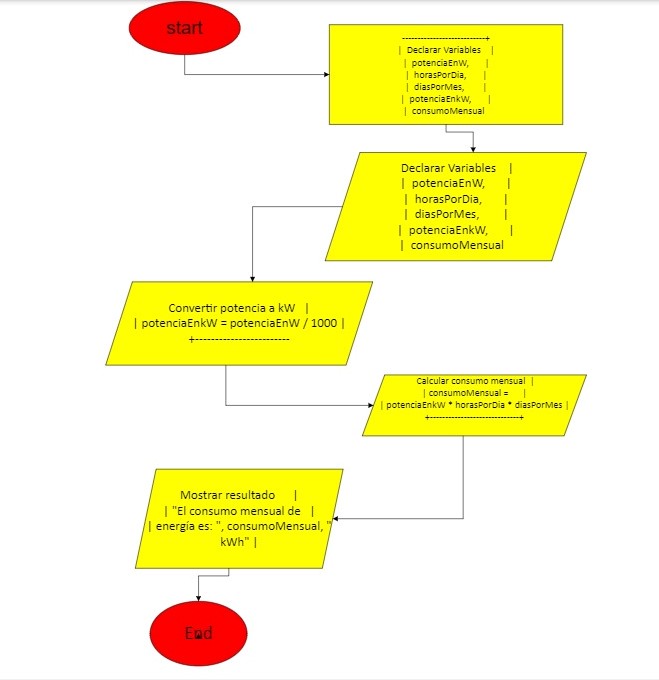 start
--------------------------+
| Declarar Variables |
| potenciaEnW, |
| horasPorDia, |
| diasPorMes, |
| potenciaEnkW, |
| consumoMensual
Declarar Variables |
| potenciaEnW, |
| horasPorDia, |
| diasPorMes, |
| potenciaEnkW, |
| consumoMensual
Convertir potencia a kW |
| potenciaEnkW = potenciaEnW / 1000 |
+------------------------
Calcular consumo mensual |
| consumoMensual = |
| potenciaEnkW * horasPorDia * diasPorMes |
+----------------------------+
Mostrar resultado |
| "El consumo mensual de |
| energía es: ", consumoMensual, "
kWh" |
End